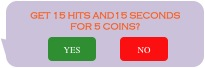 GET 15 HITS AND15 SECONDS
FOR 5 COINS?
YES
NO